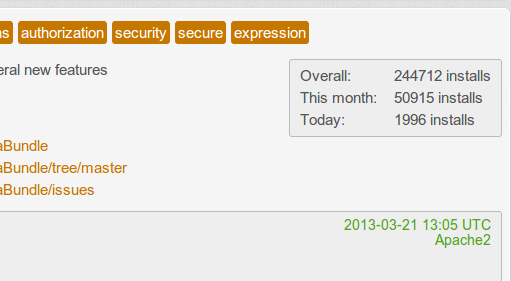 ns authorization security secure expression
eral new features
Overall: 244712 installs
This month: 50915 installs
Today: 1996 installs
aBundle
aBundle/tree/master
aBundle/issues
2013-03-21 13:05 UTC
Apache2